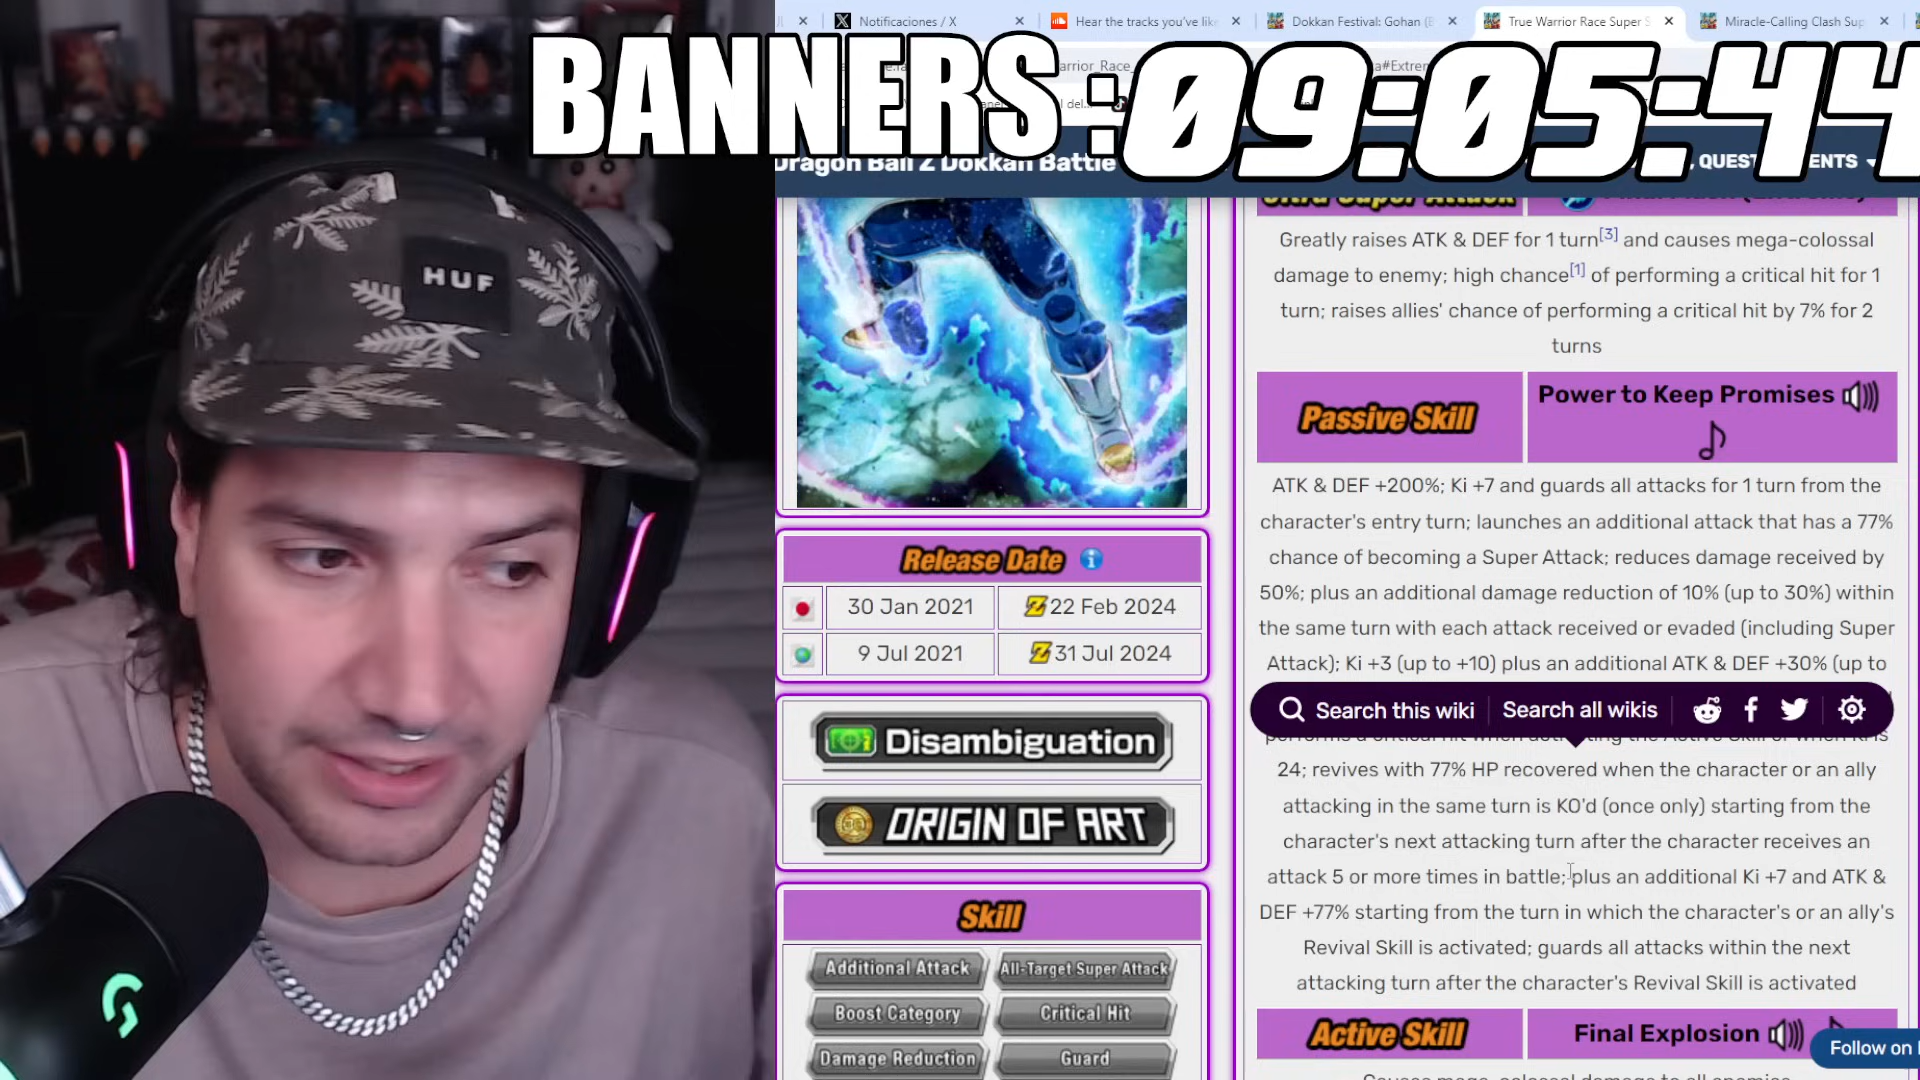 Notificaciones / X
Hear the tracks you've like
Dokkan Festival: Gohan (B
True Warrior Race Super S
Miracle-Calling Clash Sup
BANNERS : 09:05:44
Dragon Ball Z Dokkan Battle
HUF
Greatly raises ATK & DEF for 1 turn[3] and causes mega-colossal
damage to enemy; high chance[1] of performing a critical hit for 1
turn; raises allies' chance of performing a critical hit by 7% for 2
turns
Passive Skill
Power to Keep Promises
ATK & DEF +200%; Ki +7 and guards all attacks for 1 turn from the
character's entry turn; launches an additional attack that has a 77%
chance of becoming a Super Attack; reduces damage received by
50%; plus an additional damage reduction of 10% (up to 30%) within
the same turn with each attack received or evaded (including Super
Attack); Ki +3 (up to +10) plus an additional ATK & DEF +30% (up to
Search this wiki
Search all wikis
24; revives with 77% HP recovered when the character or an ally
attacking in the same turn is KO'd (once only) starting from the
character's next attacking turn after the character receives an
attack 5 or more times in battle; plus an additional Ki +7 and ATK &
DEF +77% starting from the turn in which the character's or an ally's
Revival Skill is activated; guards all attacks within the next
attacking turn after the character's Revival Skill is activated
Active Skill
Final Explosion
Follow on
Release Date
30 Jan 2021
22 Feb 2024
9 Jul 2021
31 Jul 2024
Disambiguation
ORIGIN OF ART
Skill
Additional Attack
All-Target Super Attack
Boost Category
Critical Hit
Damage Reduction
Guard